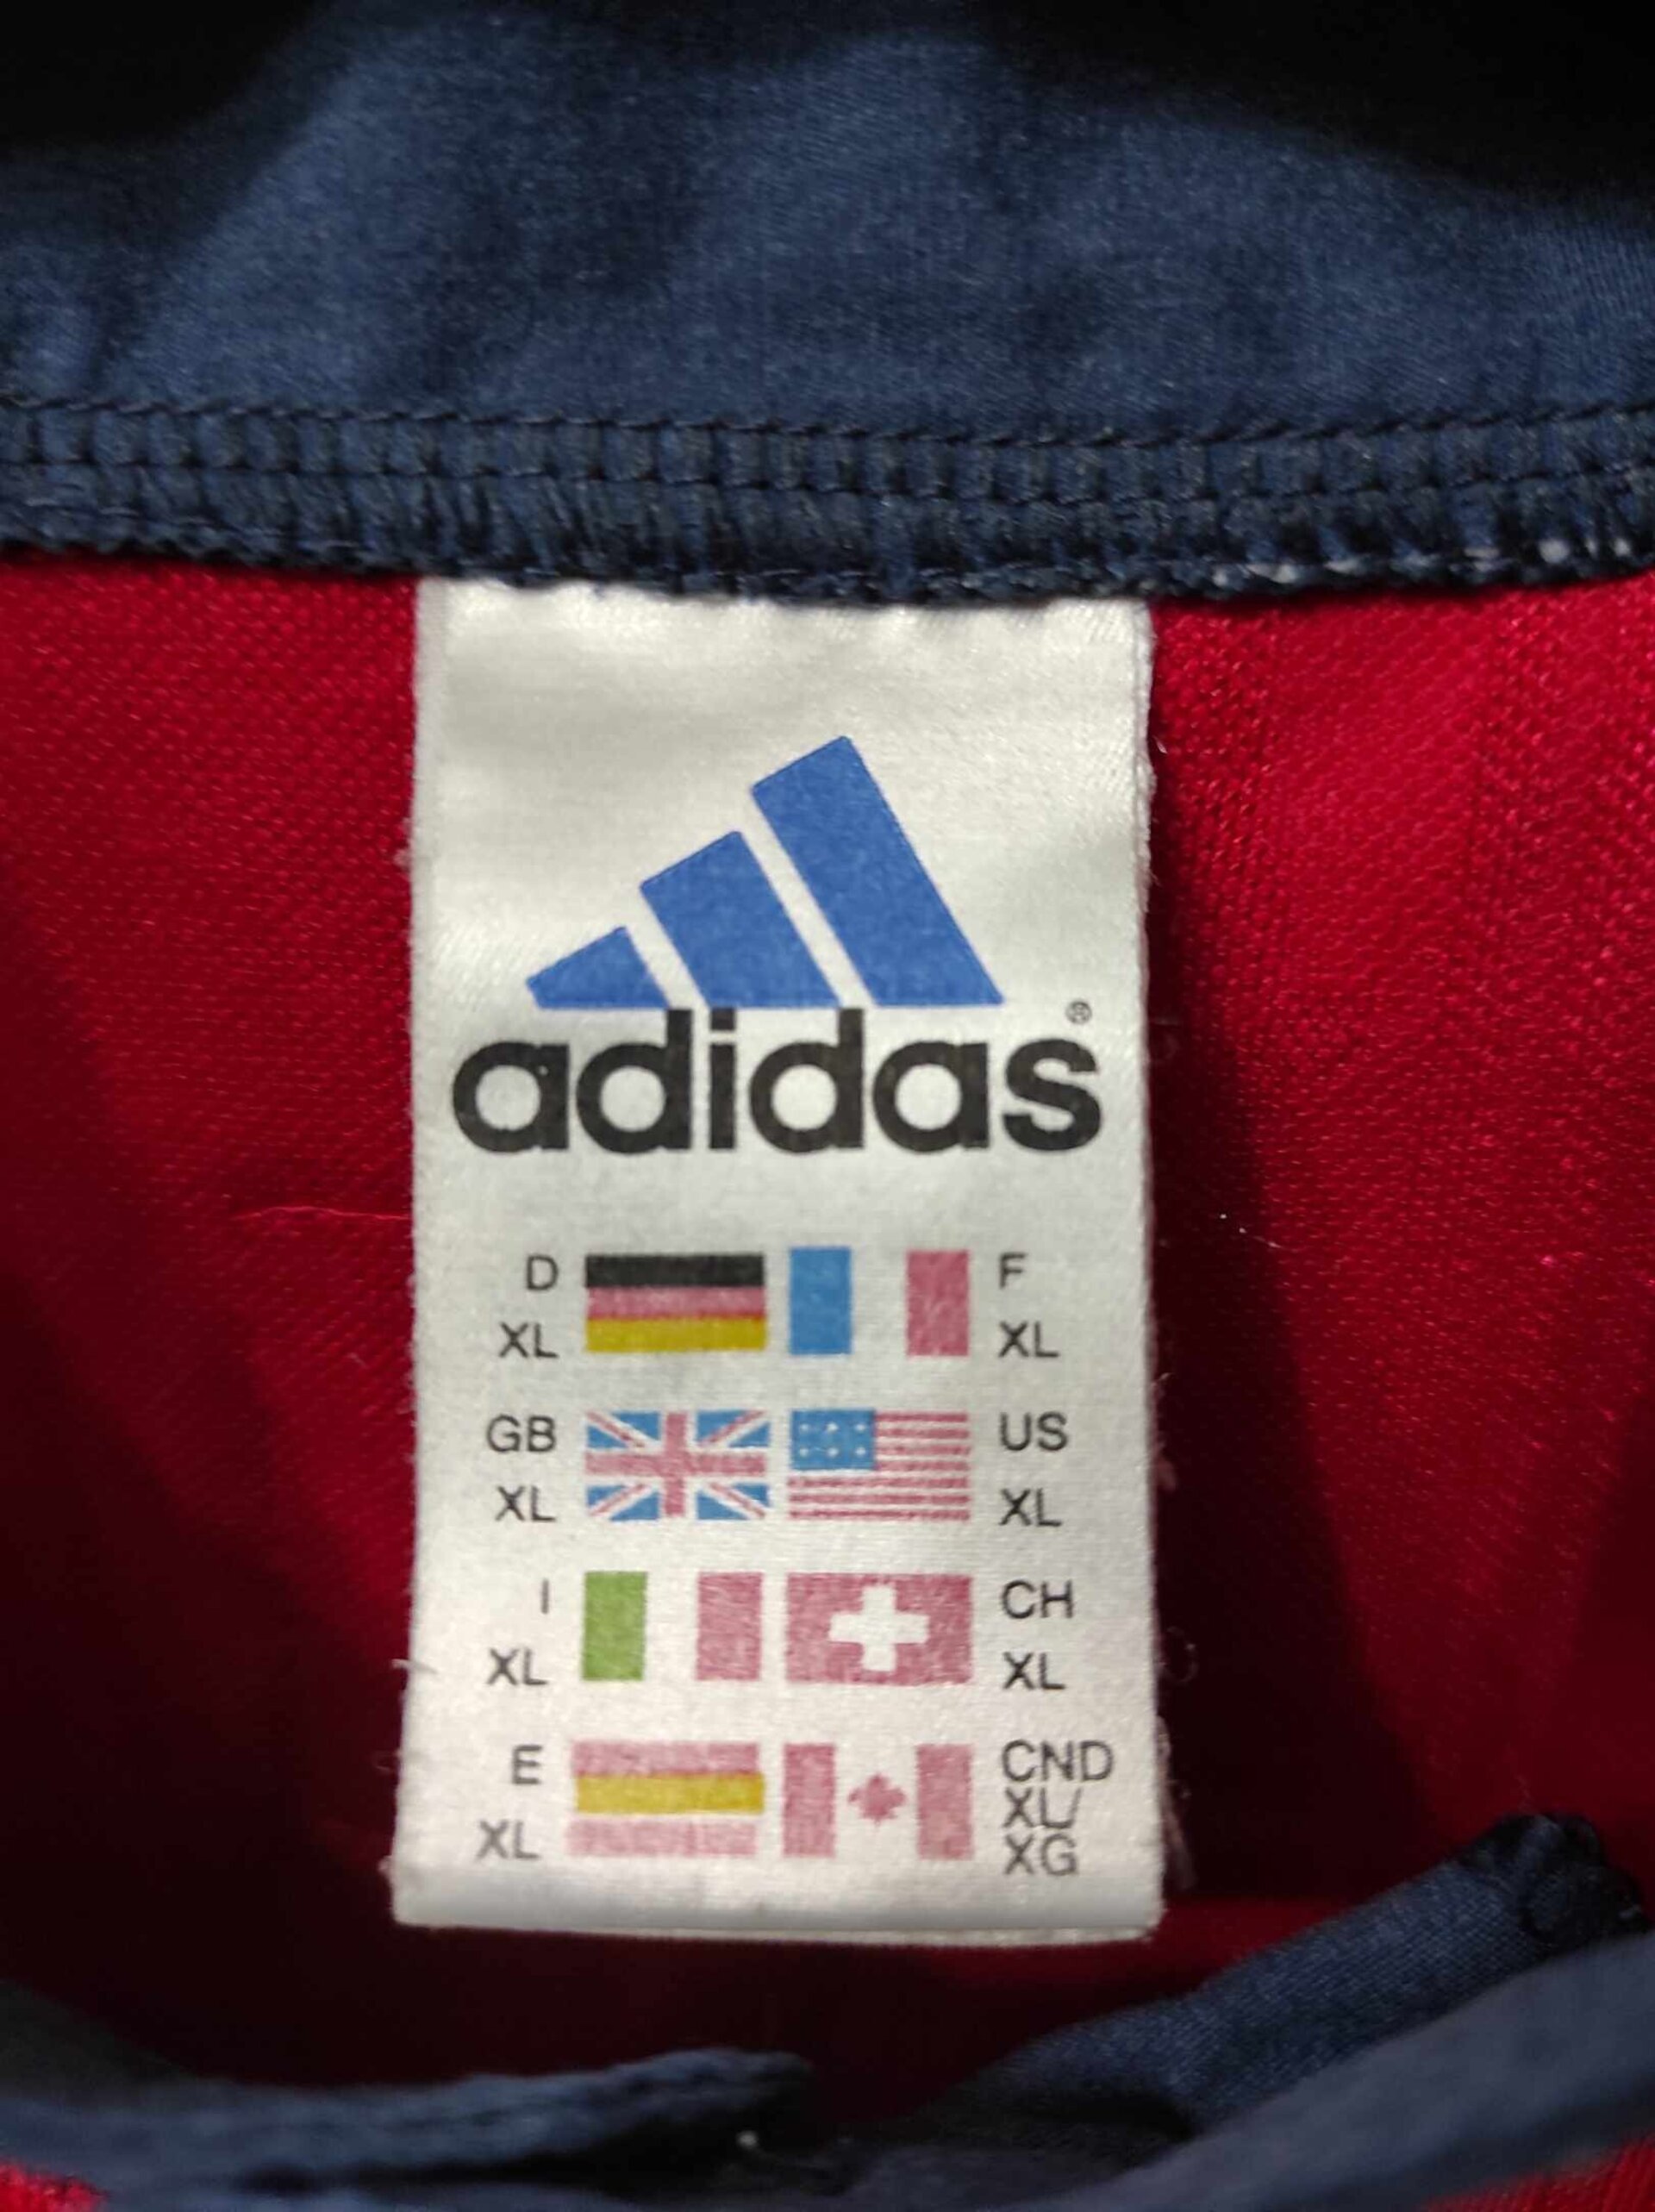 adidas®
D F
XL XL
GB US
XL XL
I CH
XL XL
E CND
XL XL/
XG